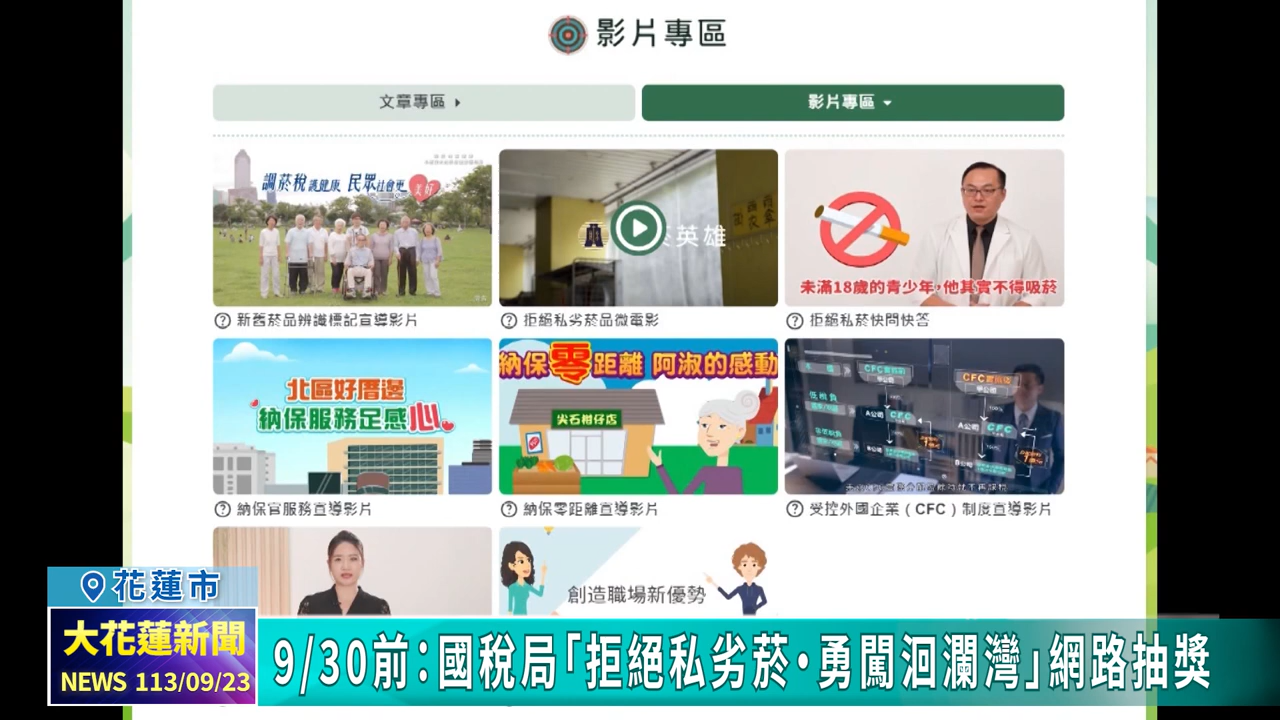 影片專區
文章專區
影片專區
調菸稅 護健康 民眾社會更美好
英雄
未滿18歲的青少年,他其實不得吸菸
新舊菸品辨識標記宣導影片
拒絕私劣菸品微電影
拒絕私菸快問快答
北區好厝邊
納保服務足感心
納保零距離 阿淑的感動
尖石柑仔店
CFC
A公司 CFC
A公司 CFC
納保官服務宣導影片
納保零距離宣導影片
受控外國企業(CFC)制度宣導影片
創造職場新優勢
花蓮市
大花蓮新聞
NEWS 113/09/23
9/30前:國稅局「拒絕私劣菸・勇闖洄瀾灣」網路抽獎